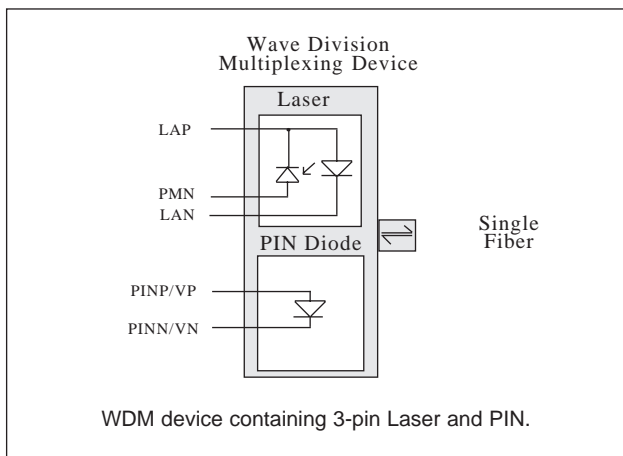 Wave Division
Multiplexing Device
Laser
LAP
PMN
LAN
Single
Fiber
PIN Diode
PINP/VP
PINN/VN
WDM device containing 3-pin Laser and PIN.